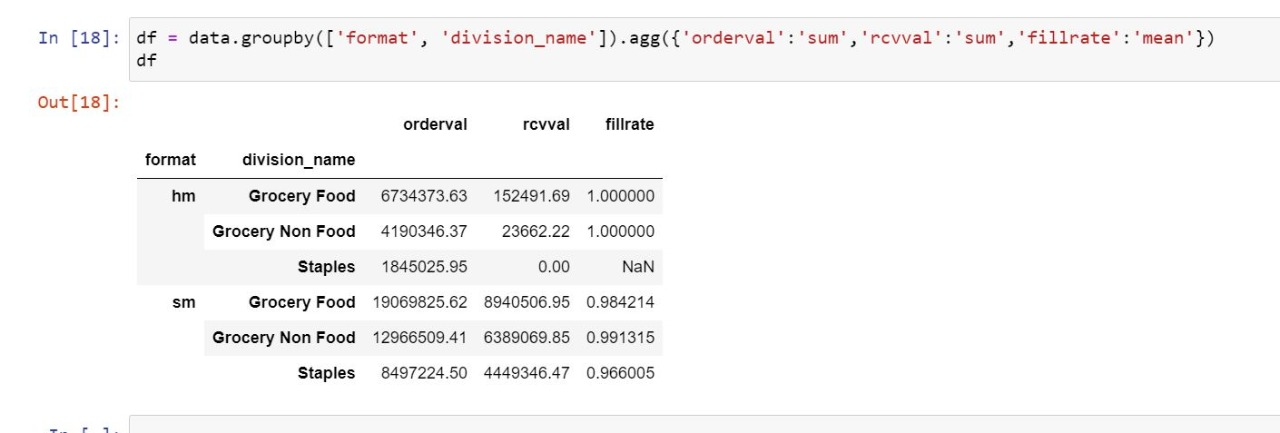 In [18]: df = data.groupby(['format', 'division_name']).agg({'orderval':'sum','rcvval':'sum','fillrate':'mean'})
df
Out[18]:
orderval rcvval fillrate
format division_name
hm Grocery Food 6734373.63 152491.69 1.000000
Grocery Non Food 4190346.37 23662.22 1.000000
Staples 1845025.95 0.00 NaN
sm Grocery Food 19069825.62 8940506.95 0.984214
Grocery Non Food 12966509.41 6389069.85 0.991315
Staples 8497224.50 4449346.47 0.966005